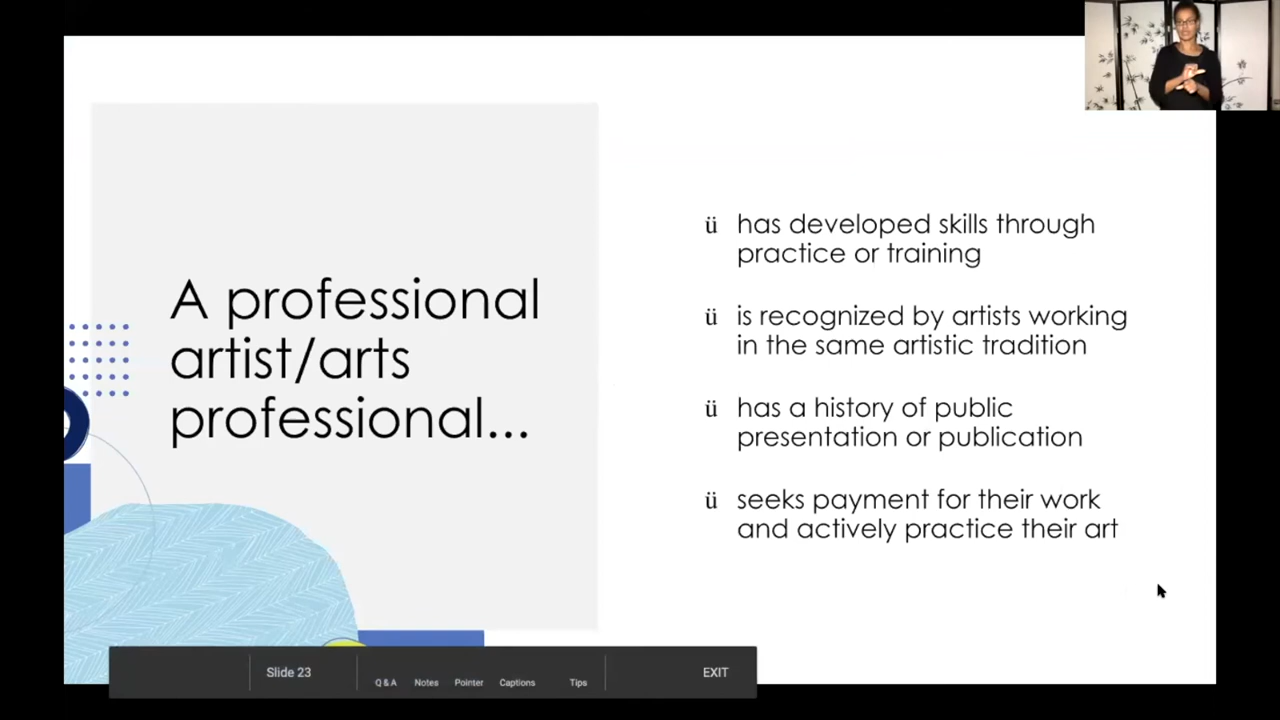 A professional
artist/arts
professional...
ü has developed skills through
practice or training
ü is recognized by artists working
in the same artistic tradition
ü has a history of public
presentation or publication
ü seeks payment for their work
and actively practice their art
Slide 23
Q & A Notes Pointer Captions Tips
EXIT